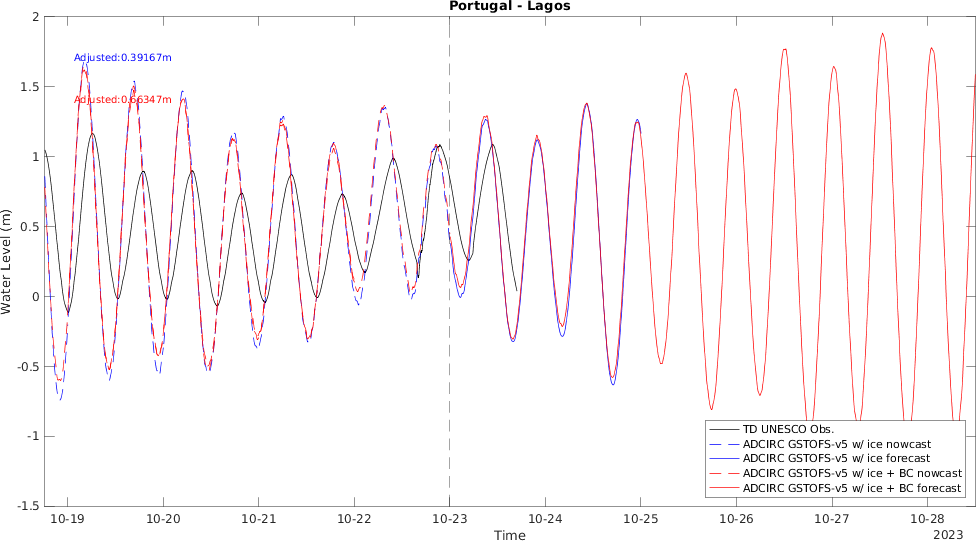 Portugal - Lagos
2
1.5
1
0.5
0
-0.5
-1
-1.5
Water Level (m)
Adjusted:0.39167m
Adjusted:0.66347m
TD UNESCO Obs.
ADCIRC GSTOFS-v5 w/ ice nowcast
ADCIRC GSTOFS-v5 w/ ice forecast
ADCIRC GSTOFS-v5 w/ ice + BC nowcast
ADCIRC GSTOFS-v5 w/ ice + BC forecast
10-19 10-20 10-21 10-22 10-23 10-24 10-25 10-26 10-27 10-28
Time
2023